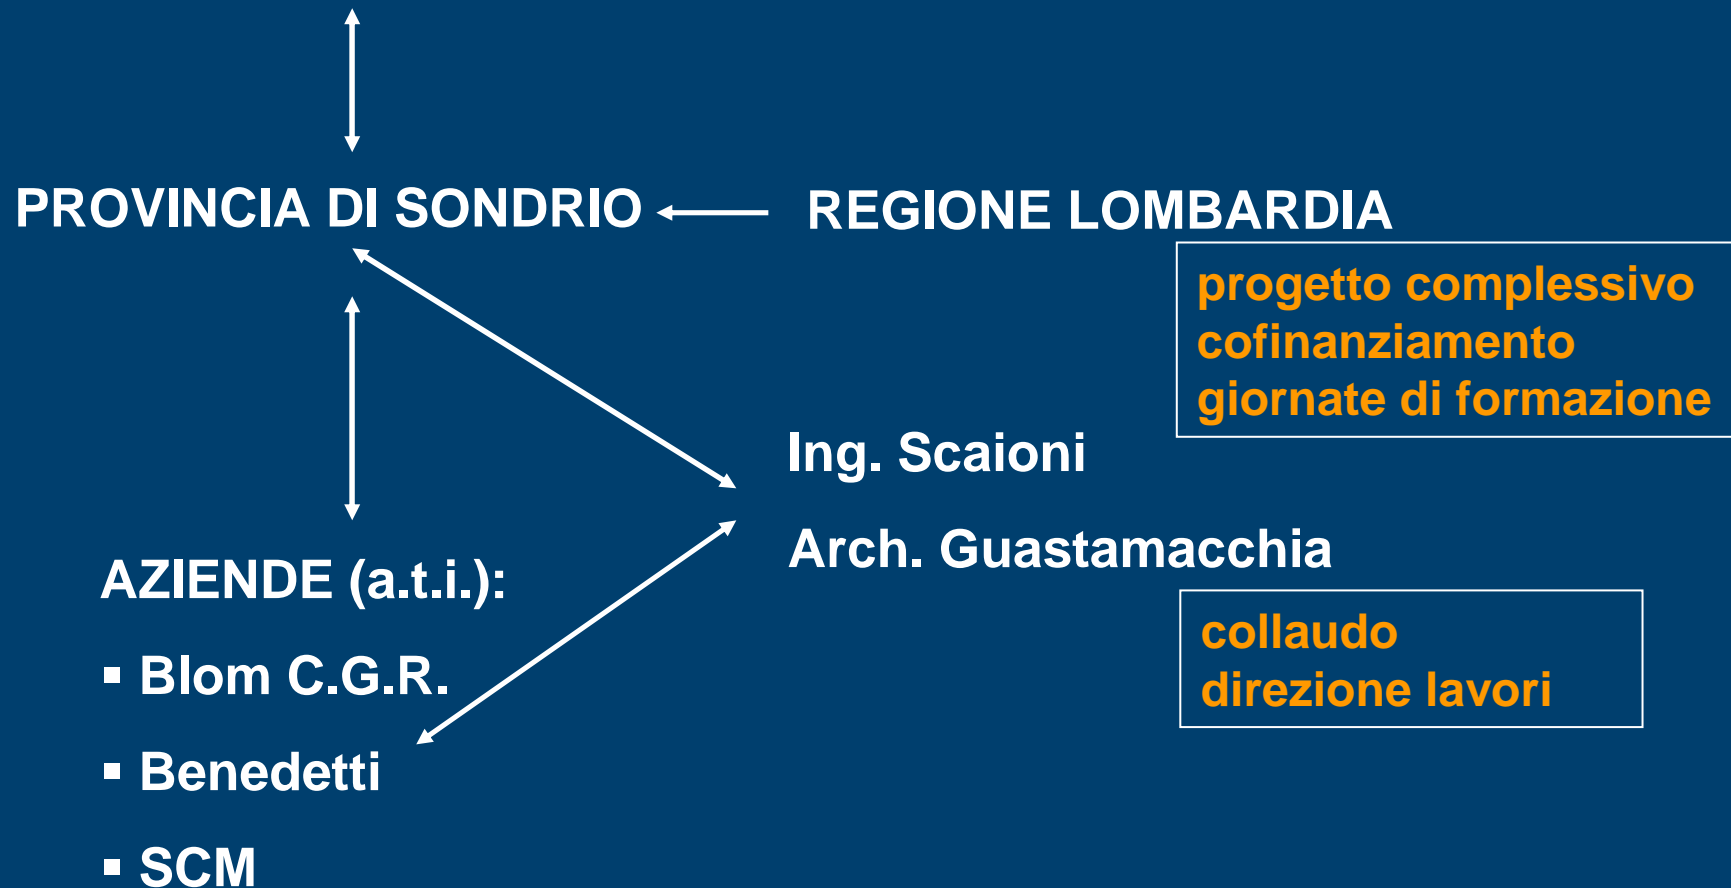 PROVINCIA DI SONDRIO
REGIONE LOMBARDIA
progetto complessivo
cofinanziamento
giornate di formazione
Ing. Scaioni
Arch. Guastamacchia
collaudo
direzione lavori
AZIENDE (a.t.i.):
▪ Blom C.G.R.
▪ Benedetti
▪ SCM